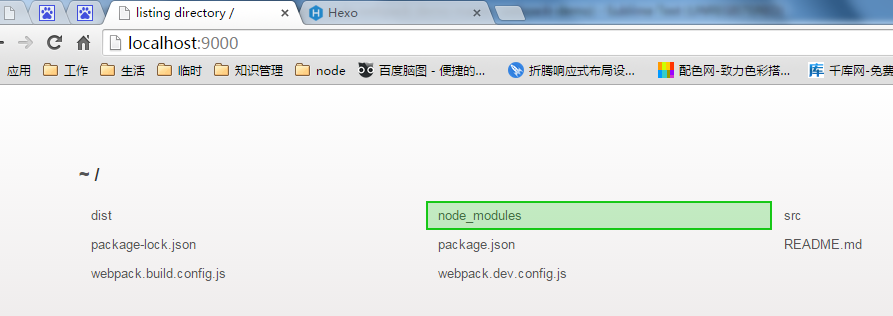 listing directory /
Hexo
localhost:9000
应用 工作 生活 临时 知识管理 node 百度脑图 - 便捷的... 折腾响应式布局设... 配色网-致力色彩搭... 千库网-免费
~ /
dist node_modules src
package-lock.json package.json README.md
webpack.build.config.js webpack.dev.config.js